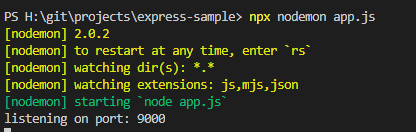 PS H:\git\projects\express-sample> npx nodemon app.js
[nodemon] 2.0.2
[nodemon] to restart at any time, enter `rs`
[nodemon] watching dir(s): *.*
[nodemon] watching extensions: js,mjs,json
[nodemon] starting `node app.js`
listening on port: 9000